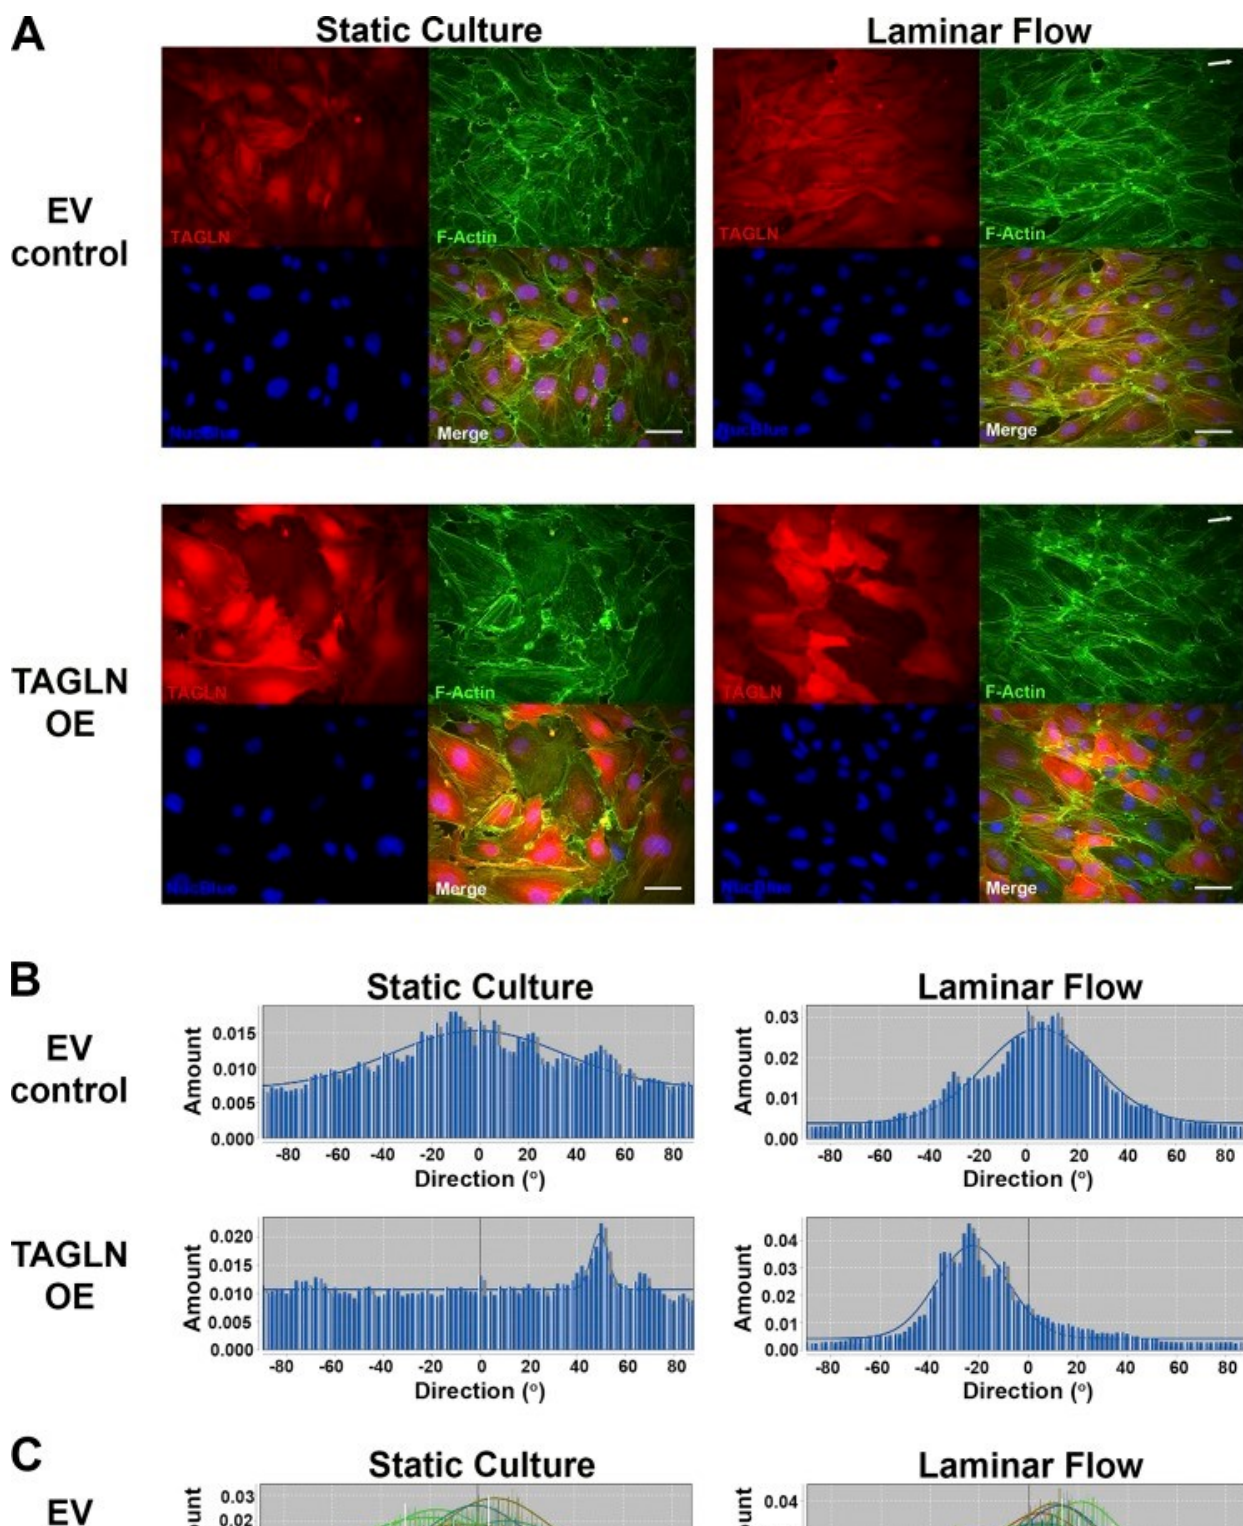 A
Static Culture
Laminar Flow
EV
control
TAGLN
F-Actin
TAGLN
F-Actin
NucBlue
Merge
NucBlue
Merge
TAGLN
OE
TAGLN
F-Actin
TAGLN
F-Actin
NucBlue
Merge
NucBlue
Merge
B
Static Culture
Laminar Flow
EV
control
Amount
0.015
0.010
0.005
0.000
-80 -60 -40 -20 0 20 40 60 80
Direction (º)
Amount
0.03
0.02
0.01
0.00
-80 -60 -40 -20 0 20 40 60 80
Direction (º)
TAGLN
OE
Amount
0.020
0.015
0.010
0.005
0.000
-80 -60 -40 -20 0 20 40 60 80
Direction (º)
Amount
0.04
0.03
0.02
0.01
0.00
-80 -60 -40 -20 0 20 40 60 80
Direction (º)
C
Static Culture
Laminar Flow
EV
0.03
0.02
0.04